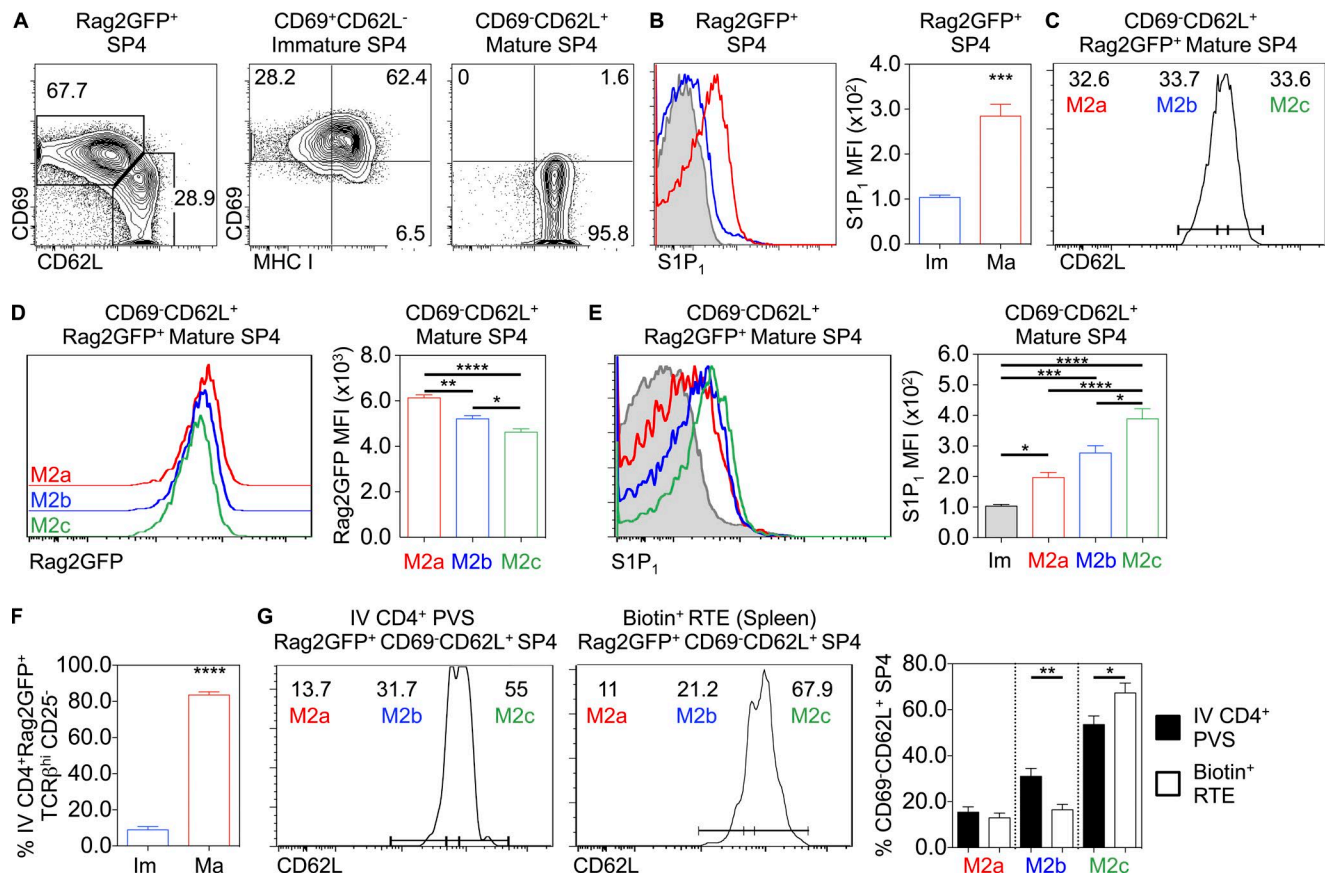 A
Rag2GFP⁺
SP4
67.7
28.9
CD69
CD62L
CD69⁺CD62L⁻
Immature SP4
28.2
62.4
6.5
CD69
MHC I
CD69⁻CD62L⁺
Mature SP4
0
1.6
95.8
B
Rag2GFP⁺
SP4
S1P₁
Rag2GFP⁺
SP4
S1P₁ MFI (x10²)
4.0
3.0
2.0
1.0
0.0
***
Im
Ma
C
CD69⁻CD62L⁺
Rag2GFP⁺ Mature SP4
32.6 33.7 33.6
M2a M2b M2c
CD62L
D
CD69⁻CD62L⁺
Rag2GFP⁺ Mature SP4
M2a
M2b
M2c
Rag2GFP
CD69⁻CD62L⁺
Mature SP4
Rag2GFP MFI (x10³)
8.0
6.0
4.0
2.0
0.0
****
**
*
M2a M2b M2c
E
CD69⁻CD62L⁺
Rag2GFP⁺ Mature SP4
S1P₁
CD69⁻CD62L⁺
Mature SP4
S1P₁ MFI (x10²)
6.0
5.0
4.0
3.0
2.0
1.0
0.0
****
***
****
*
*
Im M2a M2b M2c
F
% IV CD4⁺Rag2GFP⁺
TCRβʰⁱ CD25⁻
100.0
80.0
60.0
40.0
20.0
0.0
****
Im
Ma
G
IV CD4⁺ PVS
Rag2GFP⁺ CD69⁻CD62L⁺ SP4
13.7 31.7 55
M2a M2b M2c
CD62L
Biotin⁺ RTE (Spleen)
Rag2GFP⁺ CD69⁻CD62L⁺ SP4
11 21.2 67.9
M2a M2b M2c
CD62L
% CD69⁻CD62L⁺ SP4
80.0
60.0
40.0
20.0
0.0
**
*
M2a M2b M2c
IV CD4⁺
PVS
Biotin⁺
RTE